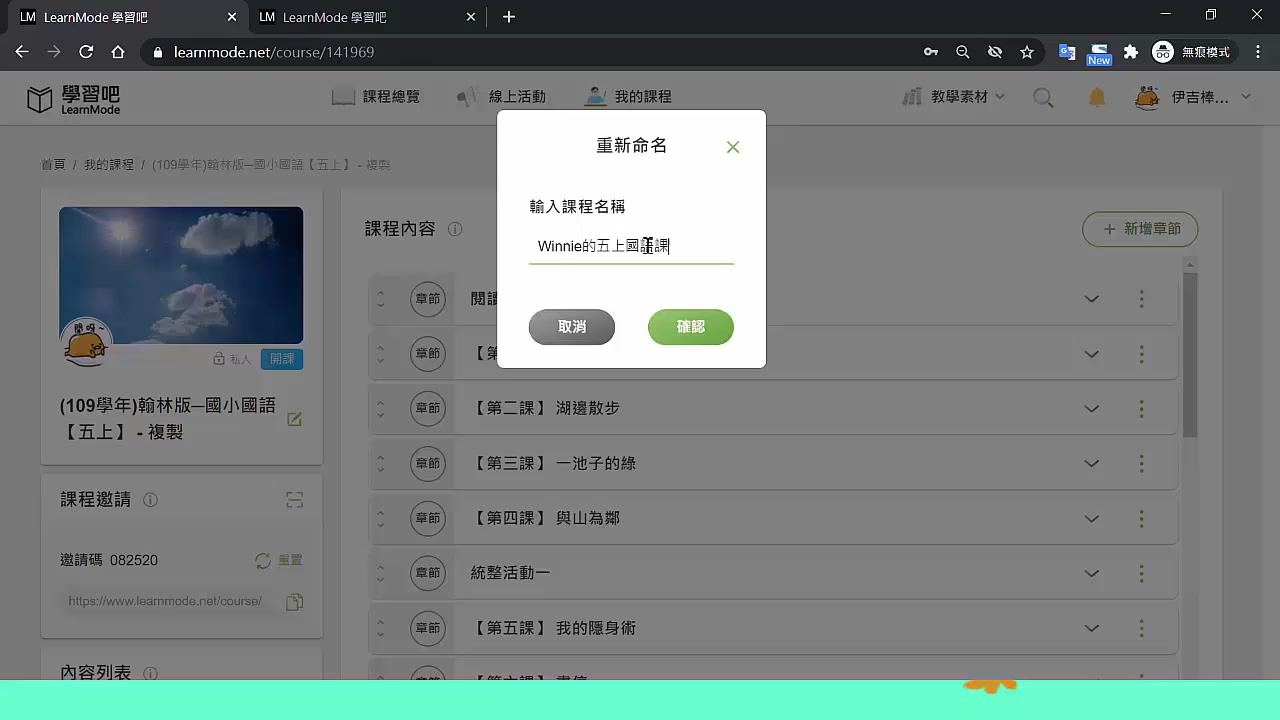 LM LearnMode 學習吧
LM LearnMode 學習吧
learnmode.net/course/141969
New
無痕模式
學習吧
LearnMode
課程總覽
線上活動
我的課程
教學素材
伊吉棒...
首頁 / 我的課程 / (109學年)翰林版─國小國語【五上】 - 複製
重新命名
輸入課程名稱
Winnie的五上國語課
取消
確認
私人
開課
(109學年)翰林版─國小國語
【五上】 - 複製
課程邀請
邀請碼 082520
重置
https://www.learnmode.net/course/
內容列表
課程內容
+ 新增章節
章節 閱讀
章節 【第
章節 【第二課】 湖邊散步
章節 【第三課】 一池子的綠
章節 【第四課】 與山為鄰
章節 統整活動一
章節 【第五課】 我的隱身術